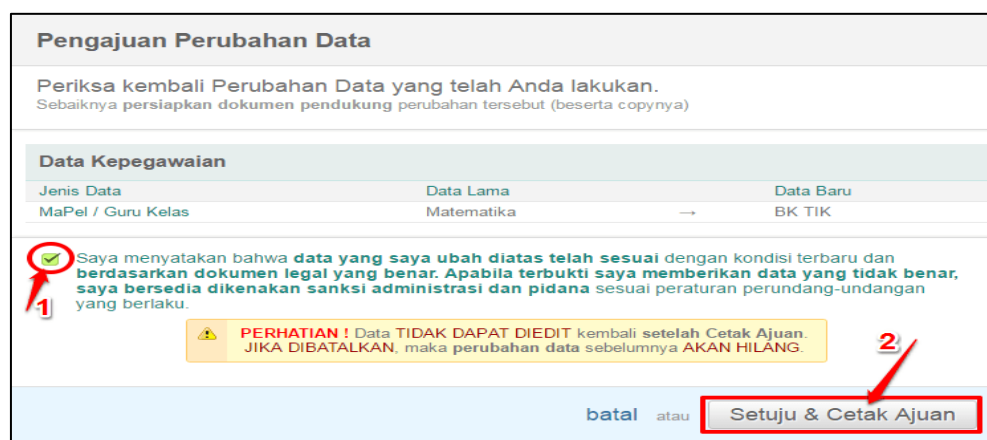 Pengajuan Perubahan Data
Periksa kembali Perubahan Data yang telah Anda lakukan.
Sebaiknya persiapkan dokumen pendukung perubahan tersebut (beserta copynya)
Data Kepegawaian
Jenis Data Data Lama Data Baru
MaPel / Guru Kelas Matematika → BK TIK
Saya menyatakan bahwa data yang saya ubah diatas telah sesuai dengan kondisi terbaru dan
berdasarkan dokumen legal yang benar. Apabila terbukti saya memberikan data yang tidak benar,
saya bersedia dikenakan sanksi administrasi dan pidana sesuai peraturan perundang-undangan
yang berlaku.
1
PERHATIAN ! Data TIDAK DAPAT DIEDIT kembali setelah Cetak Ajuan.
JIKA DIBATALKAN, maka perubahan data sebelumnya AKAN HILANG.
2
batal atau Setuju & Cetak Ajuan